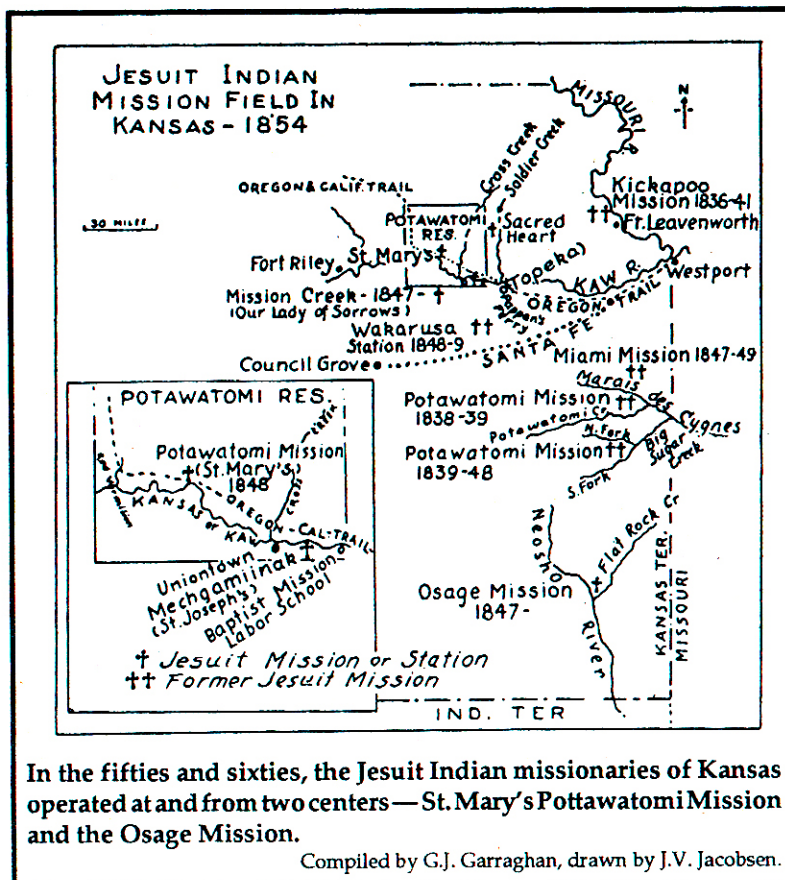 JESUIT INDIAN
MISSION FIELD IN
KANSAS - 1854
MISSOURI R.
N
Cross Creek
Soldier Creek
OREGON & CALIF. TRAIL
Kickapoo
Mission 1836-41
††
Ft. Leavenworth
30 MILES
POTAWATOMI
RES.
Sacred
Heart
St. Mary's
Fort Riley
(Topeka)
KAW R.
Westport
Mission Creek - 1847- †
(Our Lady of Sorrows)
OREGON TRAIL
Pappan's
Ferry
Wakarusa ††
Station 1848-9
SANTA FE
Council Grove
Miami Mission 1847-49
††
Marais des Cygnes
Potawatomi Mission ††
1838-39
Potawatomi Cr
N. Fork
Potawatomi Mission ††
1839-48
Big
Sugar
Creek
S. Fork
POTAWATOMI RES.
Potawatomi Mission
(St. Mary's)
1848
CROSS CREEK
Red Vermilion
KANSAS or KAW
OREGON-CAL-TRAIL
Uniontown
Mechgamiinak
(St. Joseph's)
Baptist Mission
Labor School
Neosho River
Flat Rock Cr
Osage Mission
1847-
KANSAS TER.
MISSOURI
† Jesuit Mission or Station
†† Former Jesuit Mission
IND. TER
In the fifties and sixties, the Jesuit Indian missionaries of Kansas
operated at and from two centers—St. Mary's Pottawatomi Mission
and the Osage Mission.
Compiled by G.J. Garraghan, drawn by J.V. Jacobsen.